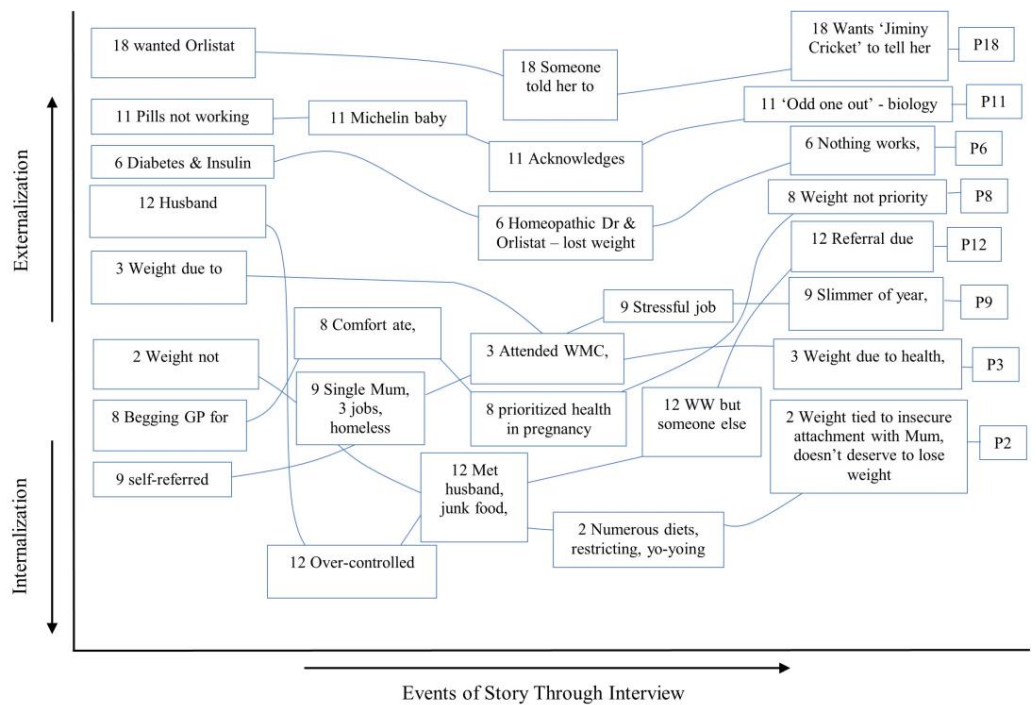 18 wanted Orlistat
18 Someone
told her to
18 Wants ‘Jiminy
Cricket’ to tell her
P18
11 Pills not working
11 Michelin baby
11 Acknowledges
11 ‘Odd one out’ - biology
P11
6 Diabetes & Insulin
6 Homeopathic Dr &
Orlistat – lost weight
6 Nothing works,
P6
12 Husband
8 Weight not priority
P8
12 Referral due
P12
3 Weight due to
9 Stressful job
9 Slimmer of year,
P9
8 Comfort ate,
3 Attended WMC,
3 Weight due to health,
P3
2 Weight not
9 Single Mum,
3 jobs,
homeless
8 prioritized health
in pregnancy
12 WW but
someone else
2 Weight tied to insecure
attachment with Mum,
doesn’t deserve to lose
weight
P2
8 Begging GP for
9 self-referred
12 Met
husband,
junk food,
2 Numerous diets,
restricting, yo-yoing
12 Over-controlled
Externalization
Internalization
Events of Story Through Interview